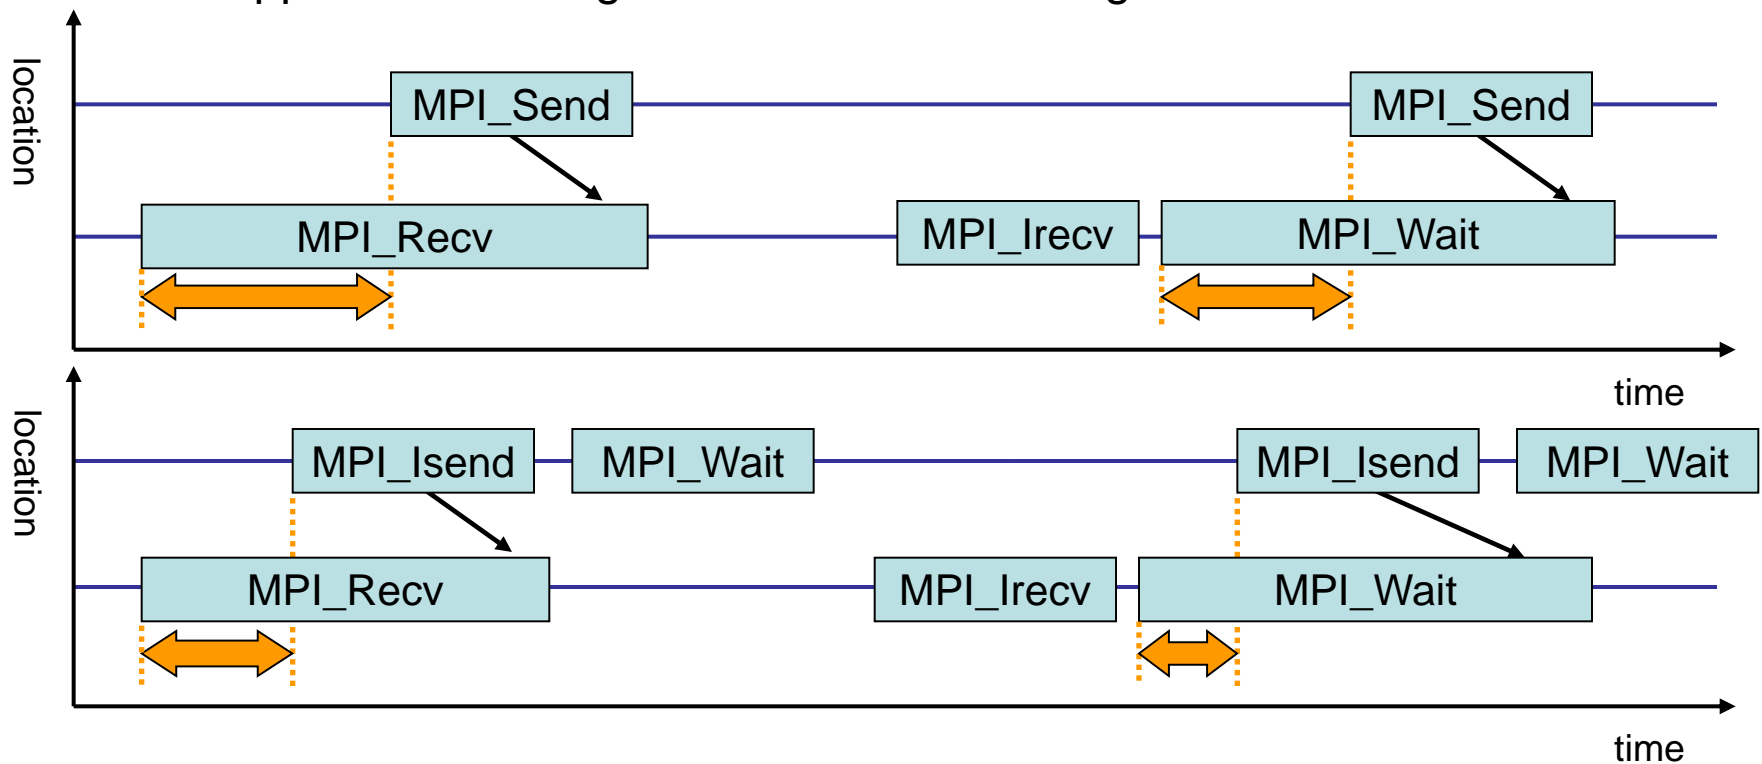 location
MPI_Send
MPI_Send
MPI_Recv
MPI_Irecv
MPI_Wait
time
location
MPI_Isend
MPI_Wait
MPI_Isend
MPI_Wait
MPI_Recv
MPI_Irecv
MPI_Wait
time